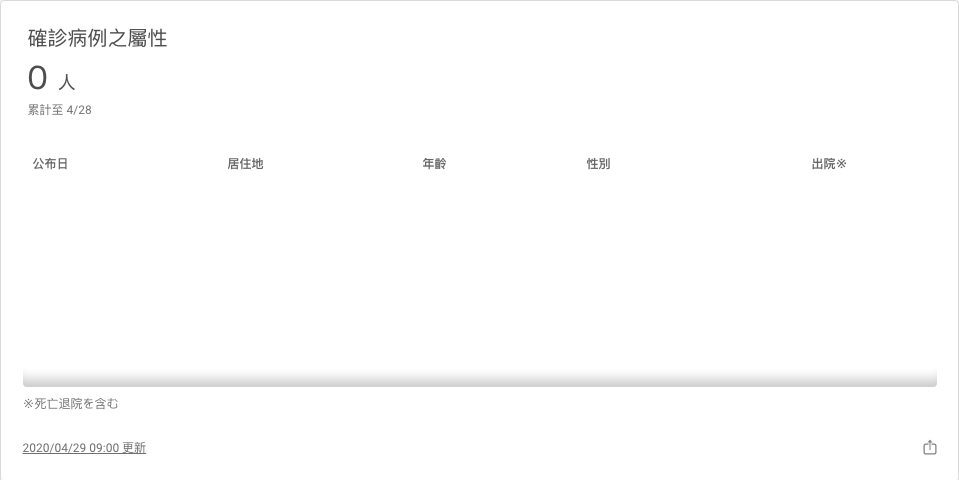 確診病例之屬性
0 人
累計至 4/28
公布日 居住地 年齡 性別 出院※
※死亡退院を含む
2020/04/29 09:00 更新